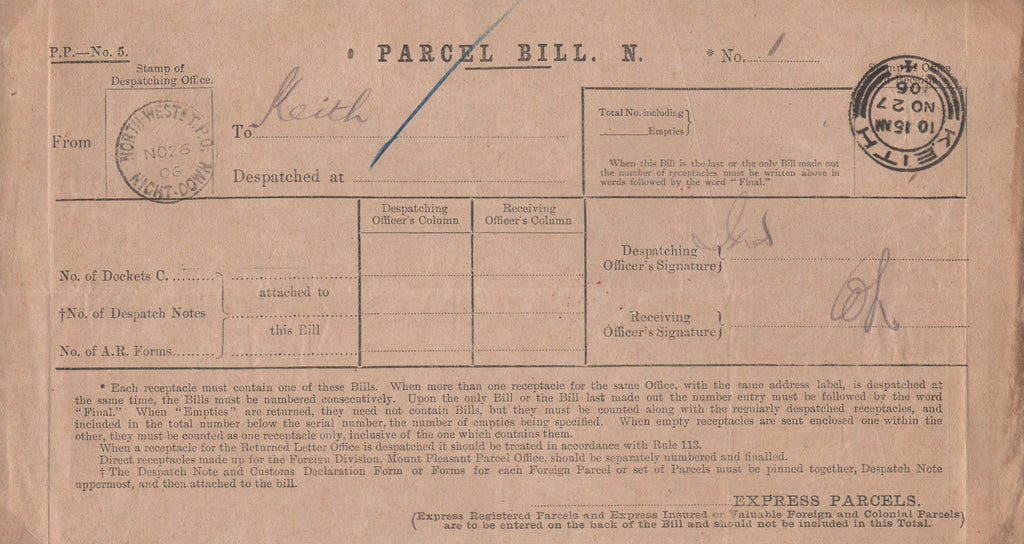 P.P.—No. 5.
* PARCEL BILL. N.
* No. 1
Stamp of
Despatching Office.
From
NORTH WEST T.P.O.
NO 26
06
NIGHT-DOWN
To Keith
Despatched at
Total No. including
Empties
When this Bill is the last or the only Bill made out
the number of receptacles must be written above in
words followed by the word "Final."
Stamp of Office
KEITH
10 15 AM
NO 27
06
Despatching
Officer's Column
Receiving
Officer's Column
No. of Dockets C.
†No. of Despatch Notes
No. of A.R. Forms
attached to
this Bill
Despatching
Officer's Signature
Receiving
Officer's Signature
* Each receptacle must contain one of these Bills. When more than one receptacle for the same Office, with the same address label, is despatched at
the same time, the Bills must be numbered consecutively. Upon the only Bill or the Bill last made out the number entry must be followed by the word
"Final." When "Empties" are returned, they need not contain Bills, but they must be counted along with the regularly despatched receptacles, and
included in the total number below the serial number, the number of empties being specified. When empty receptacles are sent enclosed one within the
other, they must be counted as one receptacle only, inclusive of the one which contains them.
When a receptacle for the Returned Letter Office is despatched it should be treated in accordance with Rule 113.
Direct receptacles made up for the Foreign Division, Mount Pleasant Parcel Office, should be separately numbered and finalled.
† The Despatch Note and Customs Declaration Form or Forms for each Foreign Parcel or set of Parcels must be pinned together, Despatch Note
uppermost, and then attached to the bill.
EXPRESS PARCELS.
(Express Registered Parcels and Express Insured or Valuable Foreign and Colonial Parcels
are to be entered on the back of the Bill and should not be included in this Total.)